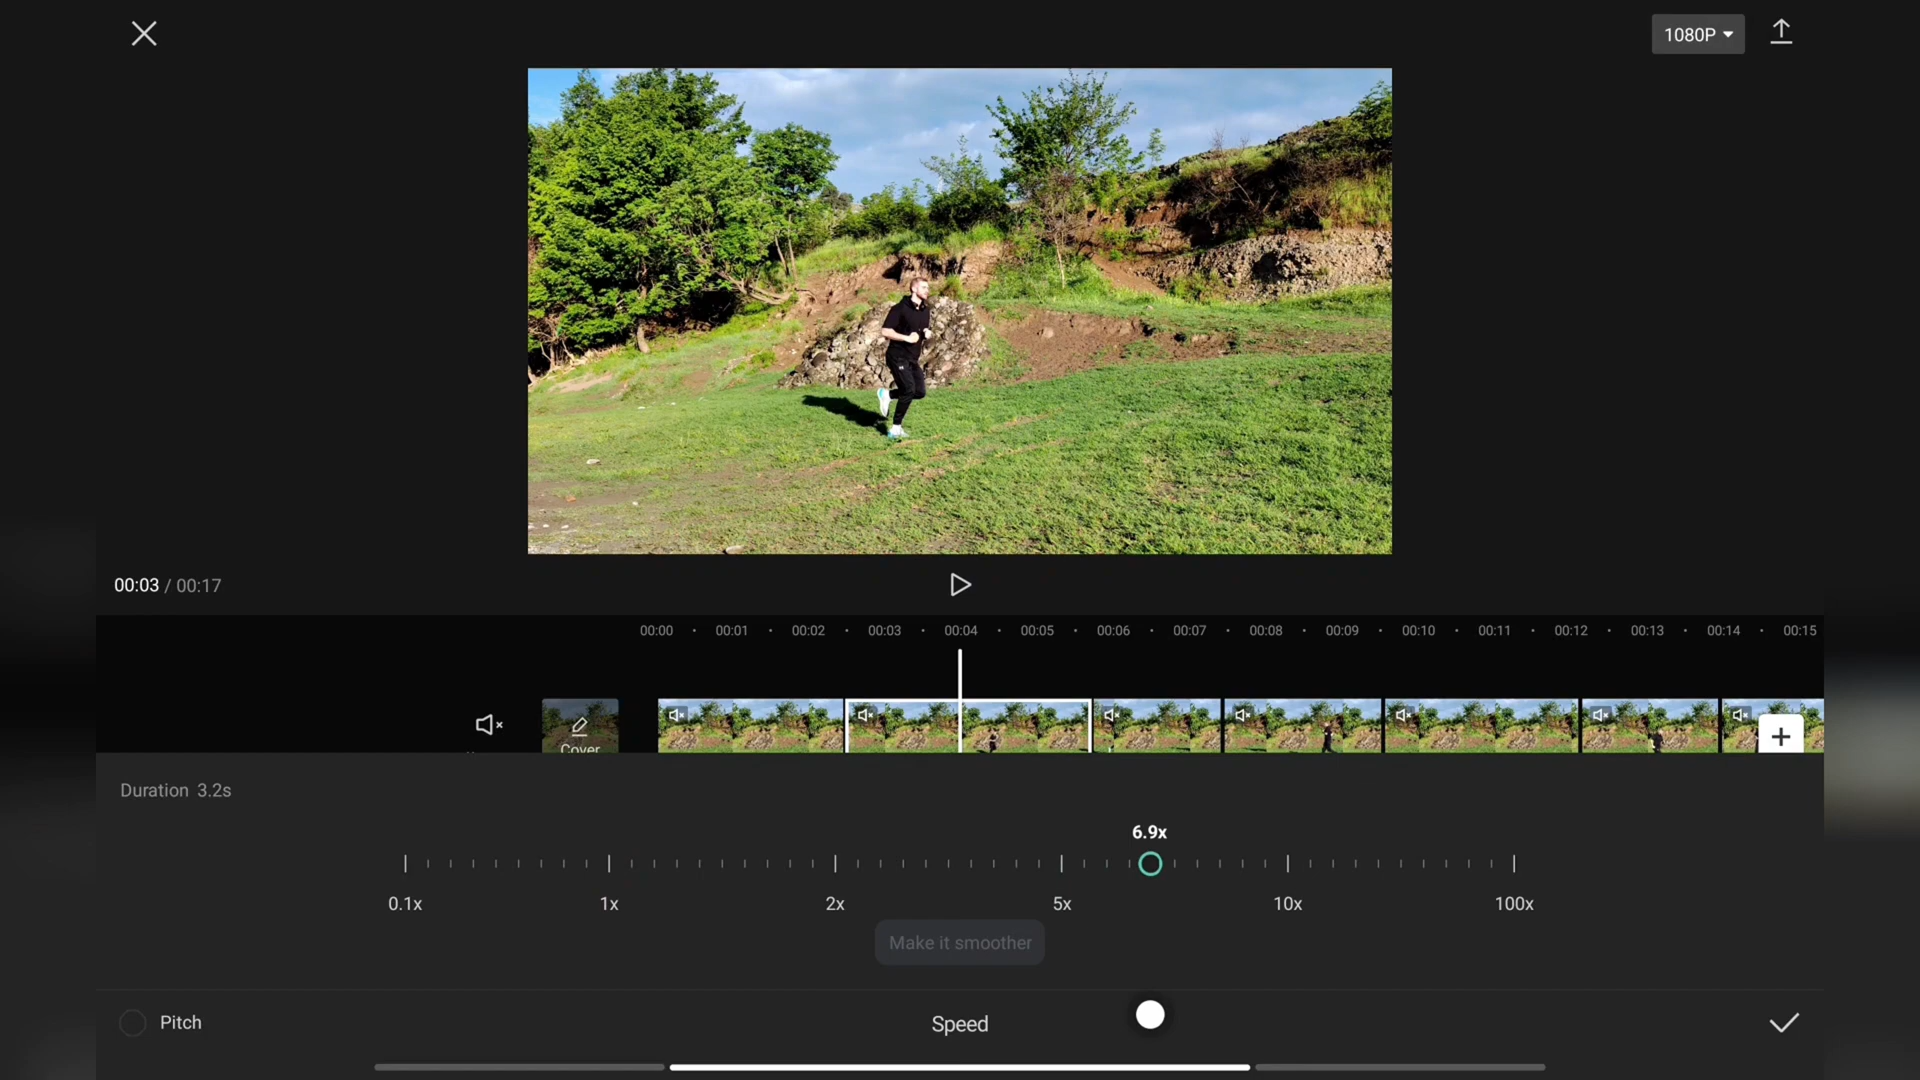 1080P
00:03 / 00:17
00:00 00:01 00:02 00:03 00:04 00:05 00:06 00:07 00:08 00:09 00:10 00:11 00:12 00:13 00:14 00:15
Cover
Duration 3.2s
6.9x
0.1x 1x 2x 5x 10x 100x
Make it smoother
Pitch
Speed